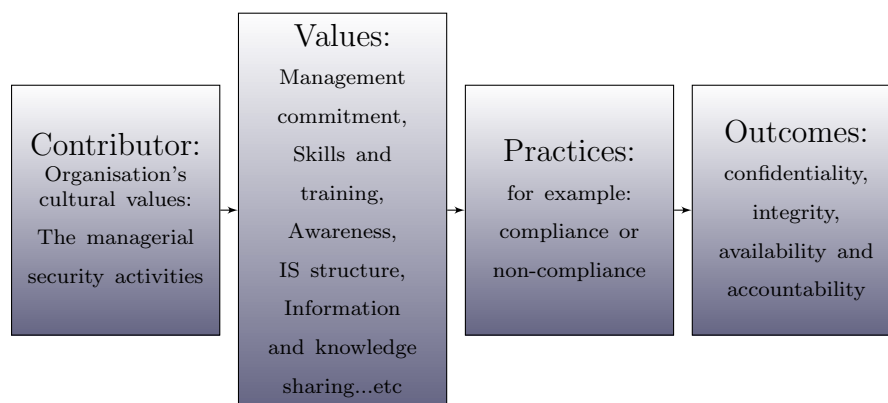 Contributor:
Organisation's
cultural values:
The managerial
security activities
Values:
Management
commitment,
Skills and
training,
Awareness,
IS structure,
Information
and knowledge
sharing...etc
Practices:
for example:
compliance or
non-compliance
Outcomes:
confidentiality,
integrity,
availability and
accountability